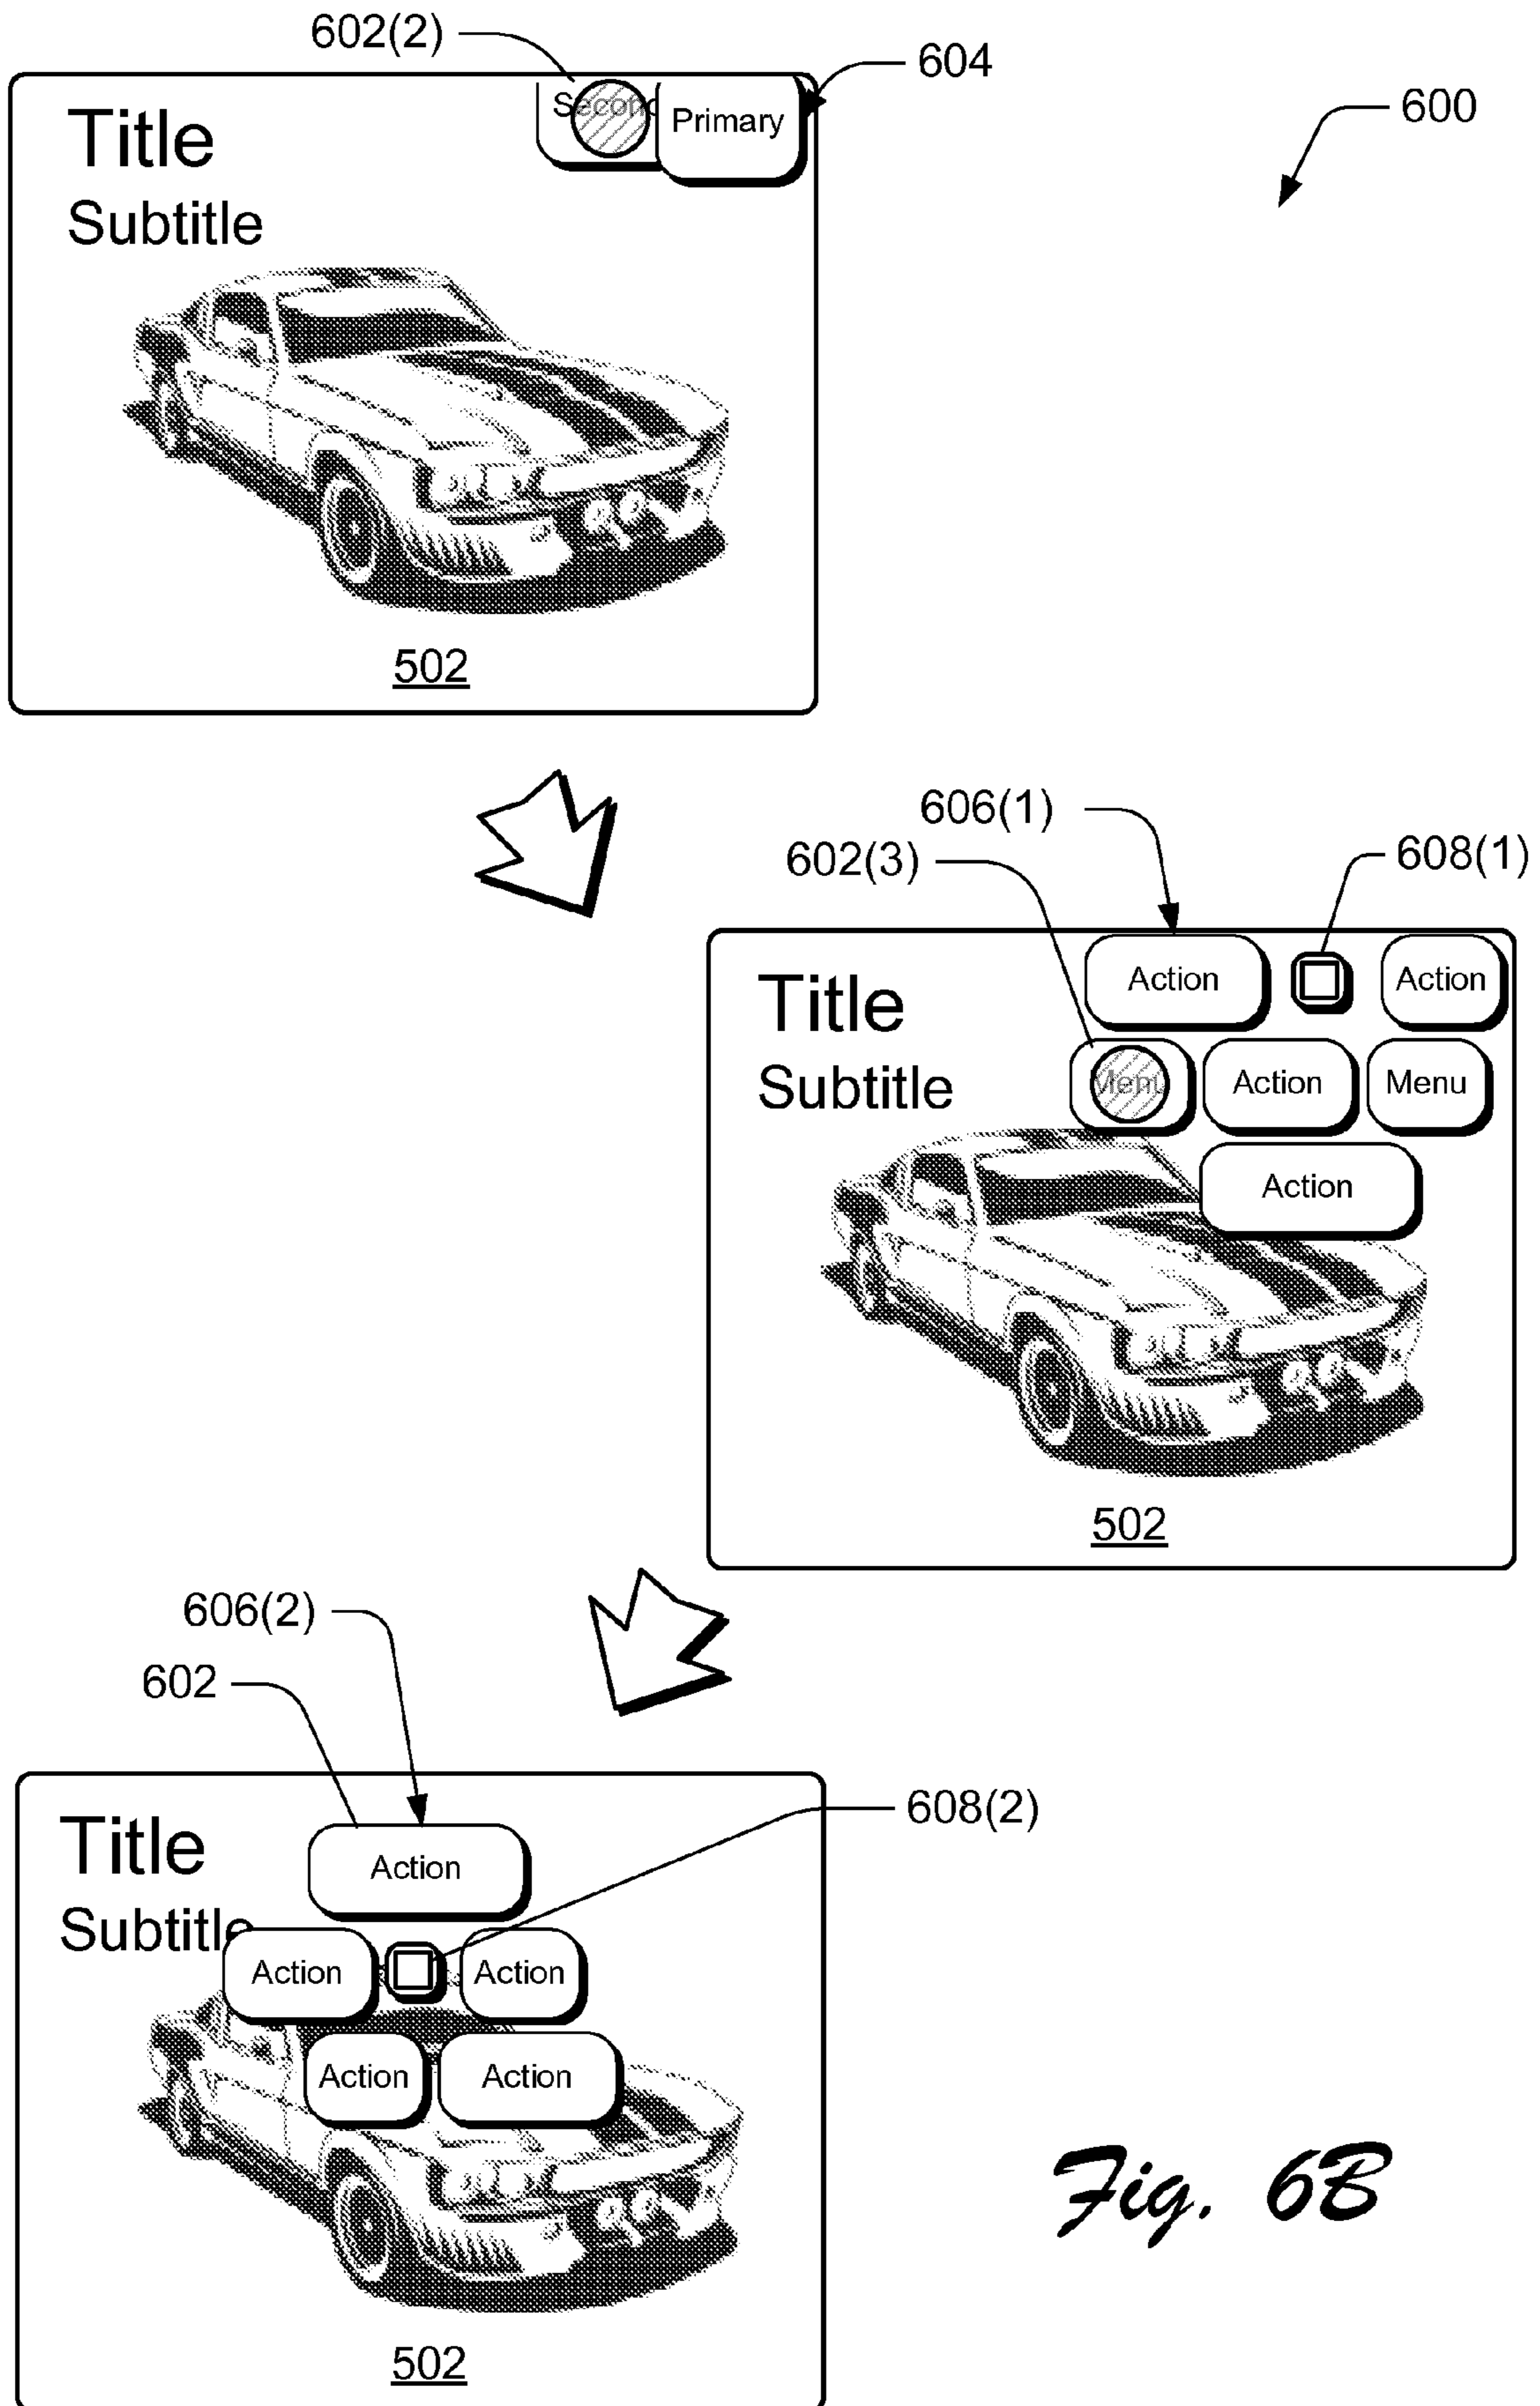 602(2)
604
600
Title
Primary
Subtitle
502
606(1)
602(3)
608(1)
Action
Action
Title
Subtitle
Menu
Action
Menu
Action
502
606(2)
602
608(2)
Title
Action
Subtitle
Action
Action
Action
Action
Fig. 6B
502